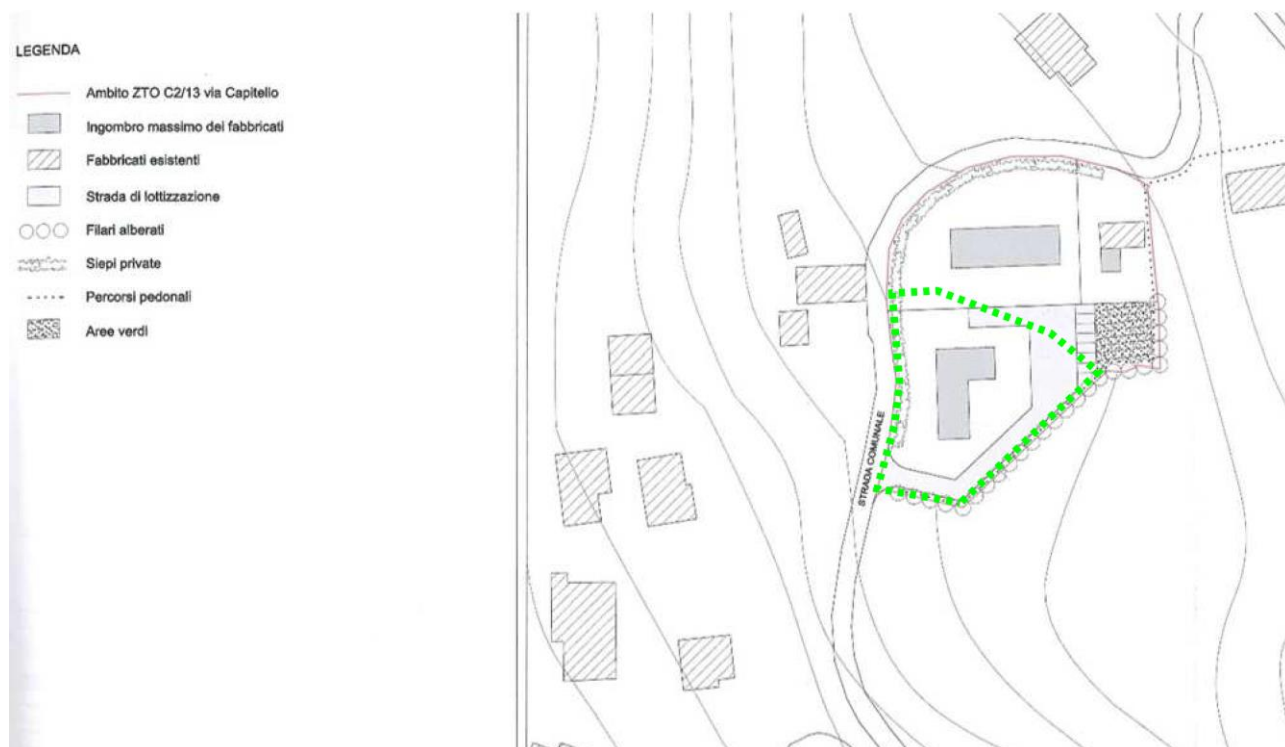 LEGENDA
Ambito ZTO C2/13 via Capitello
Ingombro massimo dei fabbricati
Fabbricati esistenti
Strada di lottizzazione
Filari alberati
Siepi private
Percorsi pedonali
Aree verdi
STRADA COMUNALE